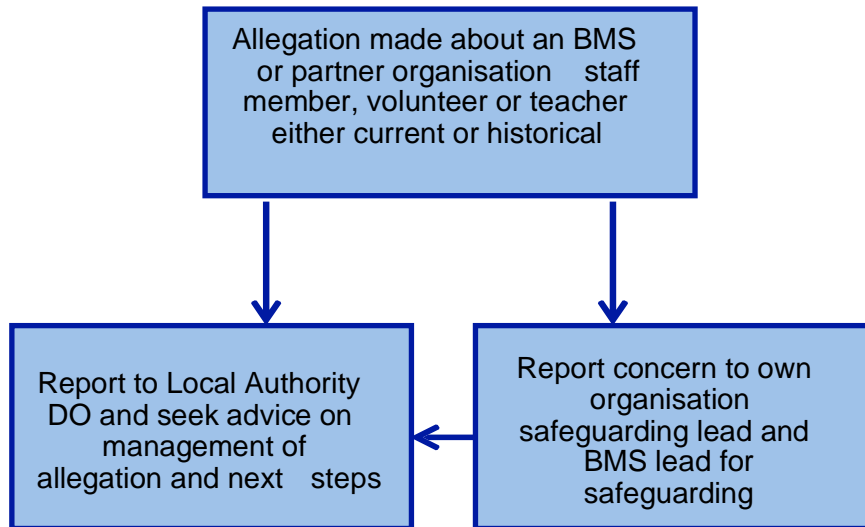 Allegation made about an BMS
or partner organisation staff
member, volunteer or teacher
either current or historical
Report to Local Authority
DO and seek advice on
management of
allegation and next steps
Report concern to own
organisation
safeguarding lead and
BMS lead for
safeguarding